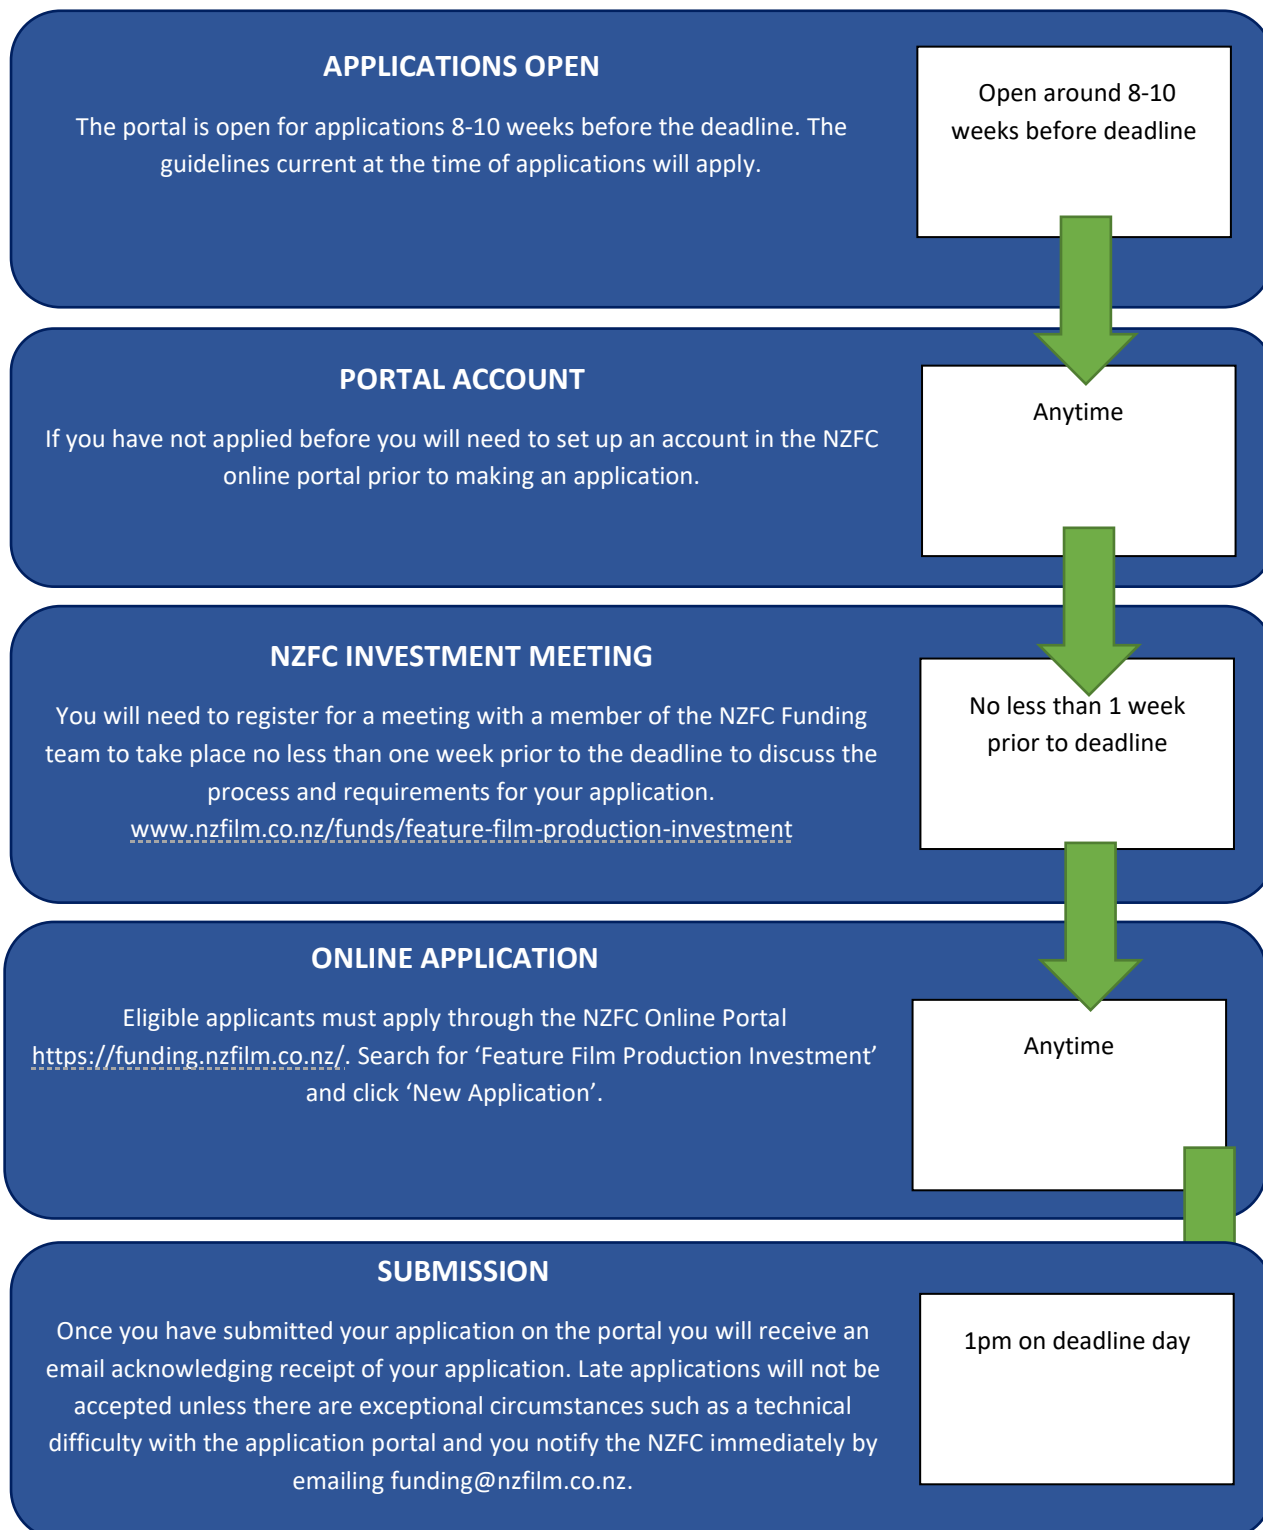 APPLICATIONS OPEN
The portal is open for applications 8-10 weeks before the deadline. The
guidelines current at the time of applications will apply.
Open around 8-10
weeks before deadline
PORTAL ACCOUNT
If you have not applied before you will need to set up an account in the NZFC
online portal prior to making an application.
Anytime
NZFC INVESTMENT MEETING
You will need to register for a meeting with a member of the NZFC Funding
team to take place no less than one week prior to the deadline to discuss the
process and requirements for your application.
www.nzfilm.co.nz/funds/feature-film-production-investment
No less than 1 week
prior to deadline
ONLINE APPLICATION
Eligible applicants must apply through the NZFC Online Portal
https://funding.nzfilm.co.nz/. Search for ‘Feature Film Production Investment’
and click ‘New Application’.
Anytime
SUBMISSION
Once you have submitted your application on the portal you will receive an
email acknowledging receipt of your application. Late applications will not be
accepted unless there are exceptional circumstances such as a technical
difficulty with the application portal and you notify the NZFC immediately by
emailing funding@nzfilm.co.nz.
1pm on deadline day